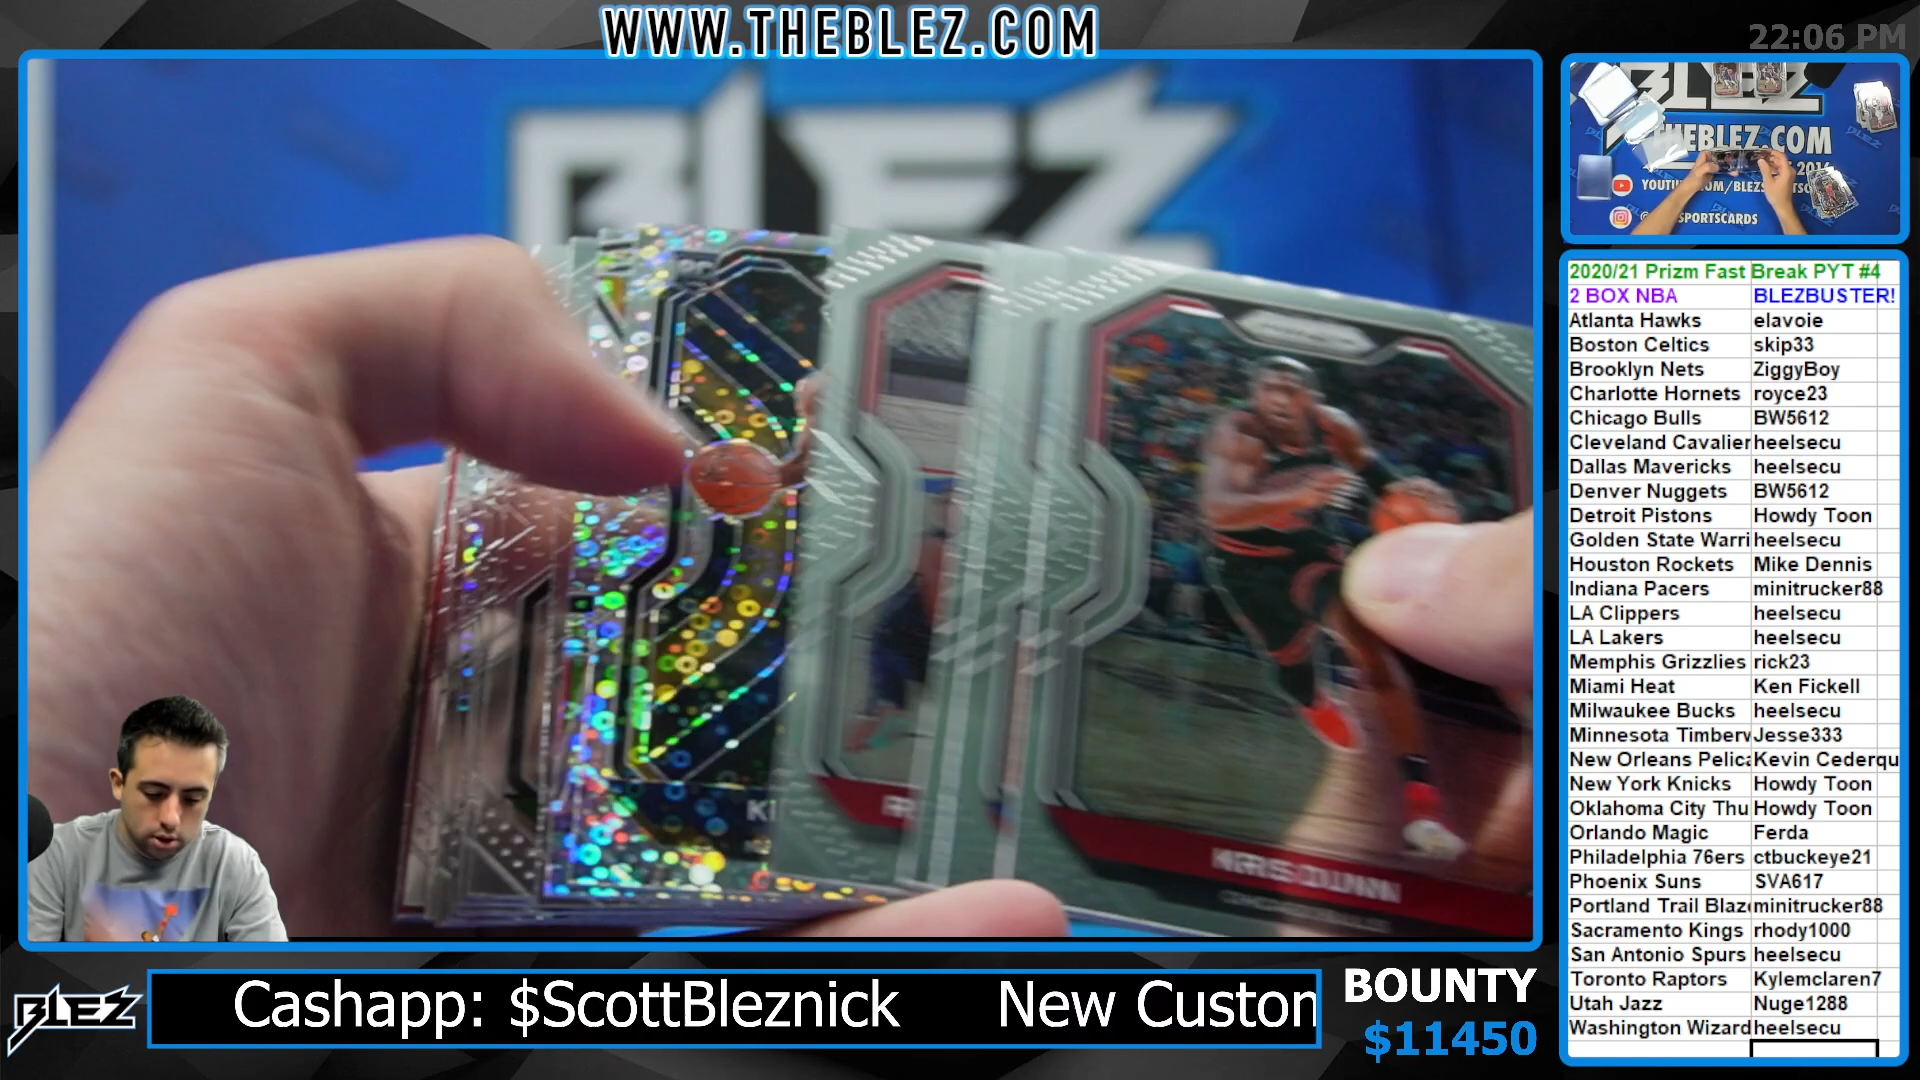 WWW.THEBLEZ.COM
22:06 PM
BLEZ
BLEZ
THEBLEZ.COM
2020/21 Prizm Fast Break PYT #4
2 BOX NBA BLEZBUSTER!
Atlanta Hawks elavoie
Boston Celtics skip33
Brooklyn Nets ZiggyBoy
Charlotte Hornets royce23
Chicago Bulls BW5612
Cleveland Cavalier heelsecu
Dallas Mavericks heelsecu
Denver Nuggets BW5612
Detroit Pistons Howdy Toon
Golden State Warri heelsecu
Houston Rockets Mike Dennis
Indiana Pacers minitrucker88
LA Clippers heelsecu
LA Lakers heelsecu
Memphis Grizzlies rick23
Miami Heat Ken Fickell
Milwaukee Bucks heelsecu
Minnesota Timberv Jesse333
New Orleans Pelica Kevin Cederqu
New York Knicks Howdy Toon
Oklahoma City Thu Howdy Toon
Orlando Magic Ferda
Philadelphia 76ers ctbuckeye21
Phoenix Suns SVA617
Portland Trail Blaze minitrucker88
Sacramento Kings rhody1000
San Antonio Spurs heelsecu
Toronto Raptors Kylemclaren7
Utah Jazz Nuge1288
Washington Wizard heelsecu
KRIS DUNN
BLEZ
Cashapp: $ScottBleznick New Custom
BOUNTY
$11450